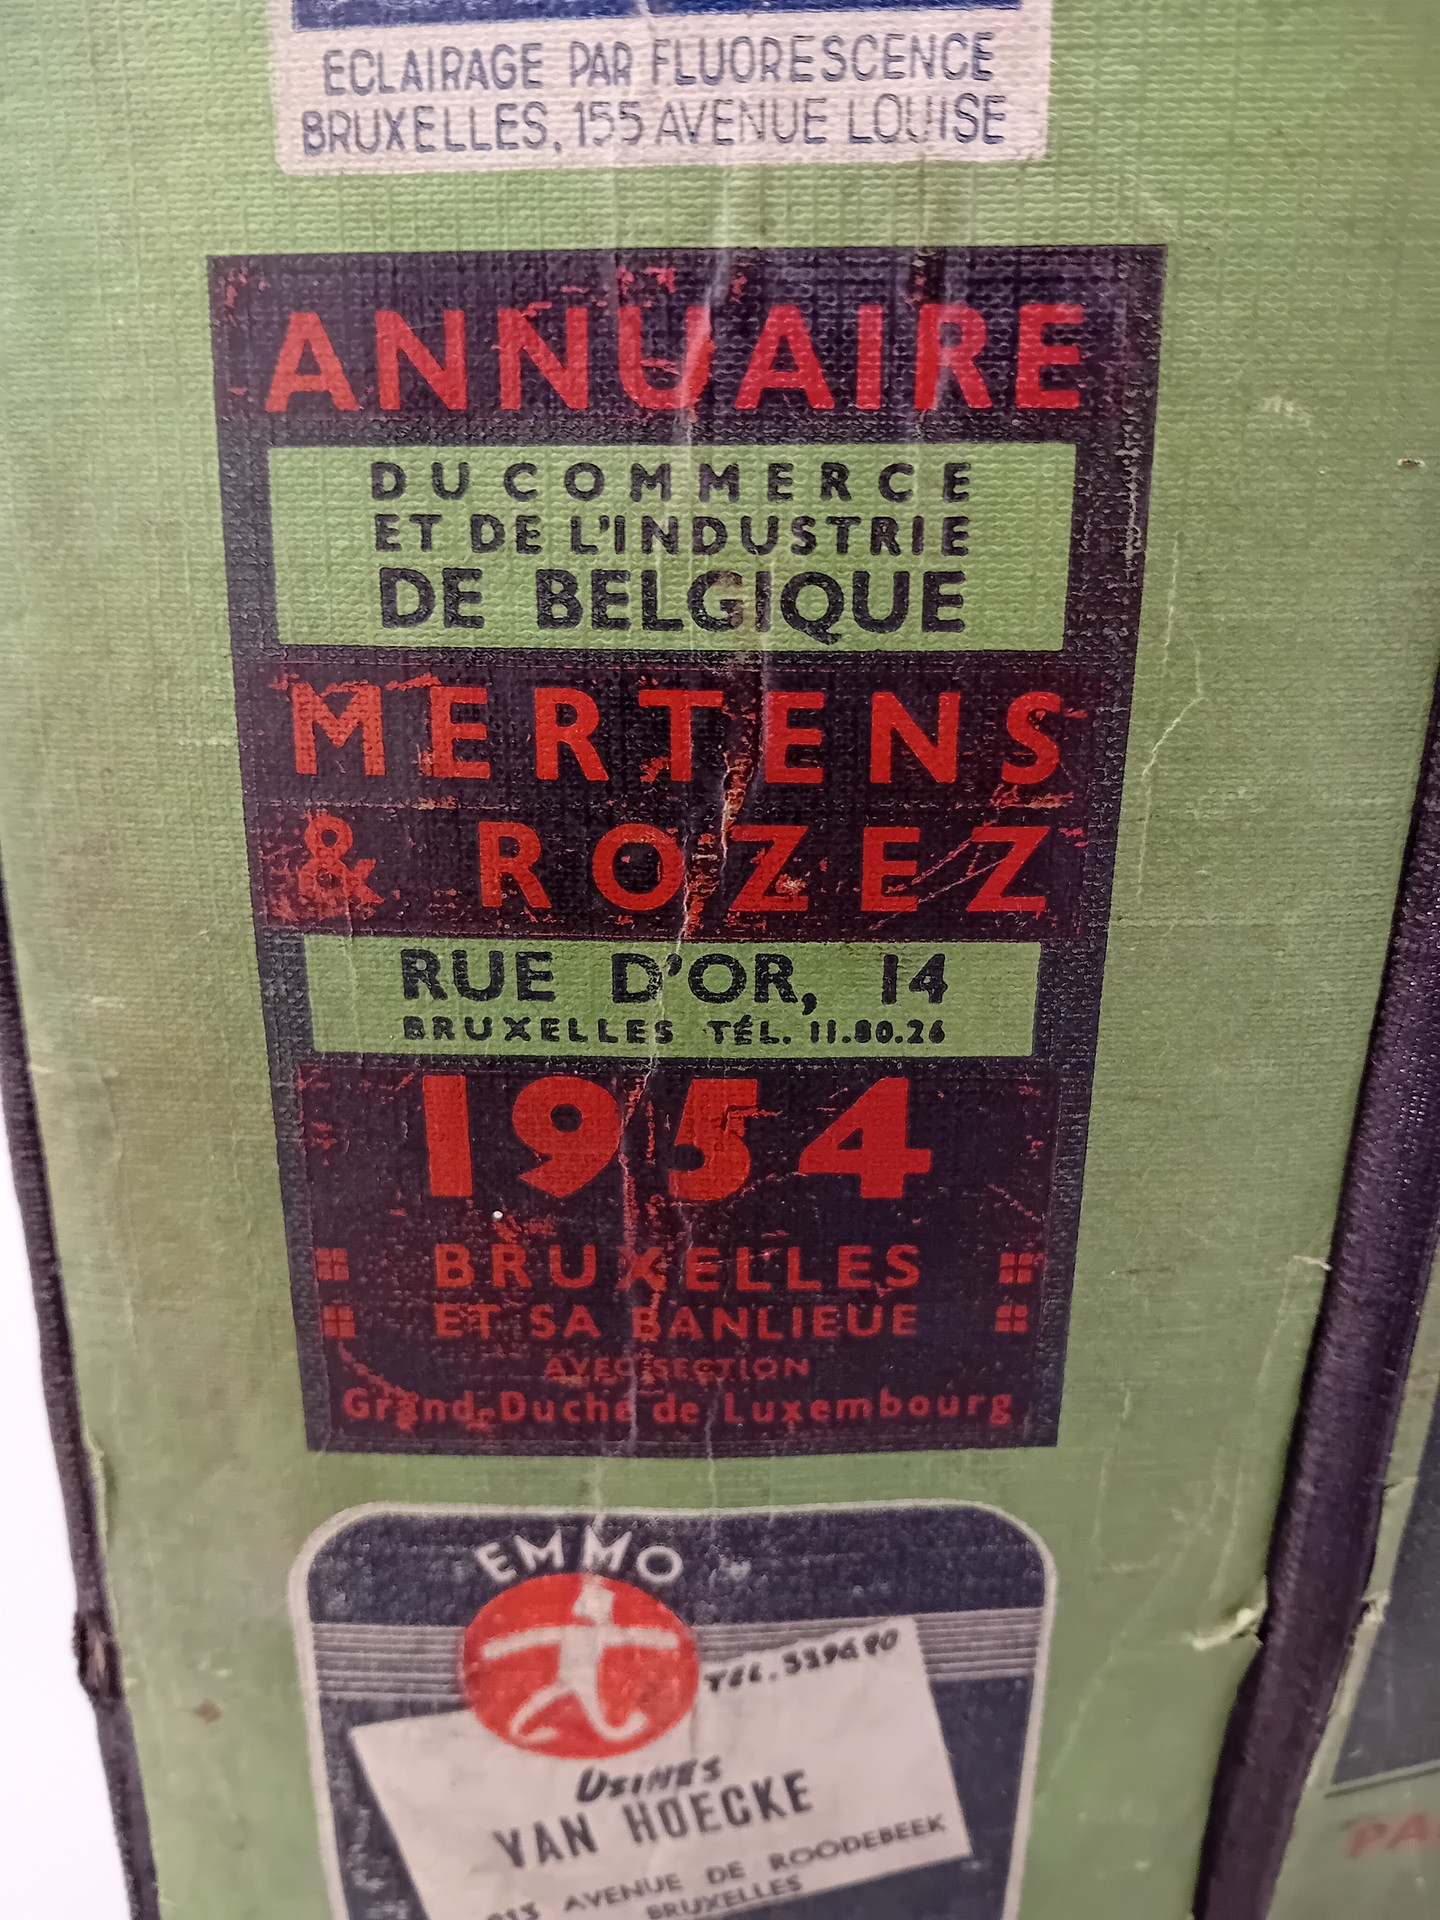 ECLAIRAGE PAR FLUORESCENCE
BRUXELLES, 155 AVENUE LOUISE
ANNUAIRE
DU COMMERCE
ET DE L'INDUSTRIE
DE BELGIQUE
MERTENS
& ROZEZ
RUE D'OR, 14
BRUXELLES TÉL. 11.80.26
1954
BRUXELLES
ET SA BANLIEUE
AVEC SECTION
Grand-Duché de Luxembourg
EMMO
TÉL.
USINES
VAN HOECKE
AVENUE DE ROODEBEEK
BRUXELLES
PA